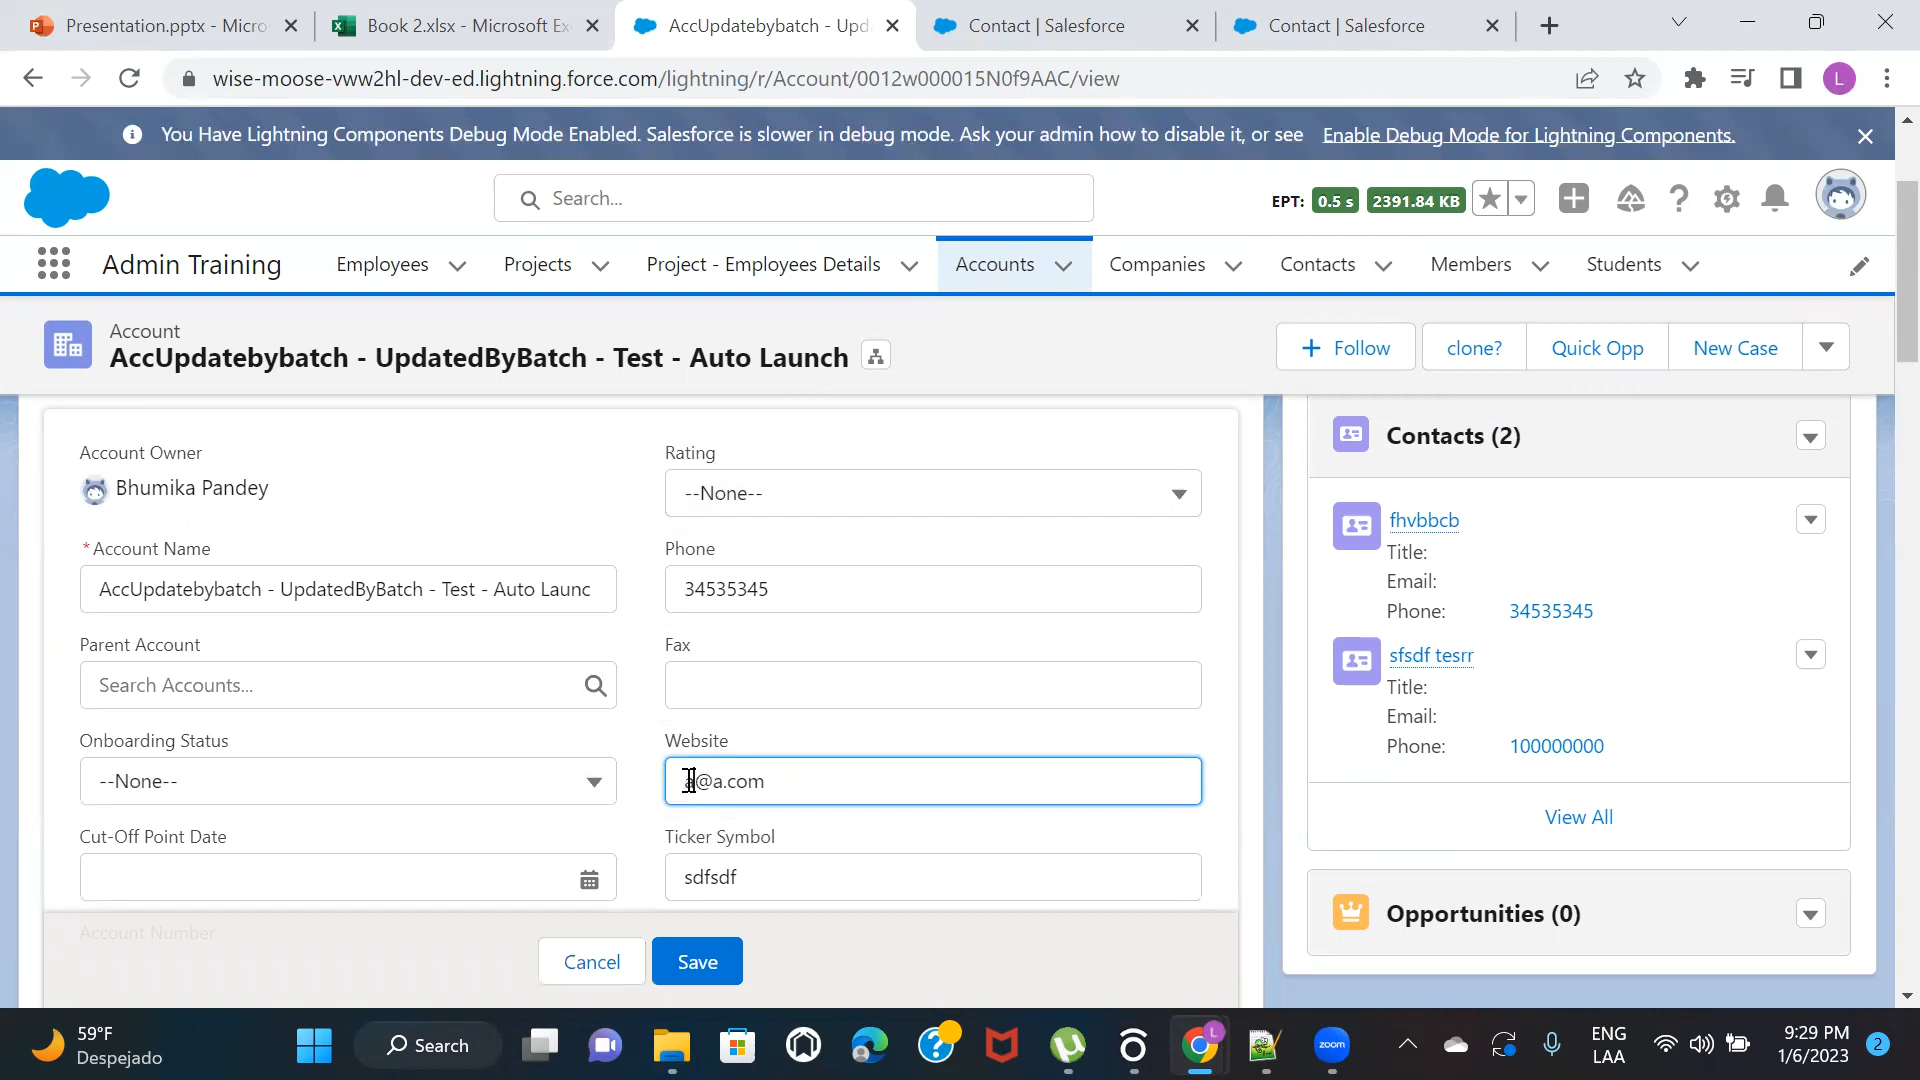 Presentation.pptx - Micro
Book 2.xlsx - Microsoft Ex
AccUpdatebybatch - Upd
Contact | Salesforce
Contact | Salesforce
wise-moose-vww2hl-dev-ed.lightning.force.com/lightning/r/Account/0012w000015N0f9AAC/view
L
You Have Lightning Components Debug Mode Enabled. Salesforce is slower in debug mode. Ask your admin how to disable it, or see Enable Debug Mode for Lightning Components.
Search...
EPT: 0.5 s 2391.84 KB
Admin Training
Employees
Projects
Project - Employees Details
Accounts
Companies
Contacts
Members
Students
Account
AccUpdatebybatch - UpdatedByBatch - Test - Auto Launch
Follow
clone?
Quick Opp
New Case
Account Owner
Bhumika Pandey
Rating
--None--
*Account Name
AccUpdatebybatch - UpdatedByBatch - Test - Auto Launc
Phone
34535345
Parent Account
Search Accounts...
Fax
Onboarding Status
--None--
Website
a@a.com
Cut-Off Point Date
Ticker Symbol
sdfsdf
Account Number
Cancel
Save
Contacts (2)
fhvbbcb
Title:
Email:
Phone: 34535345
sfsdf tesrr
Title:
Email:
Phone: 100000000
View All
Opportunities (0)
59°F
Despejado
Search
L
zoom
ENG
LAA
9:29 PM
1/6/2023
2